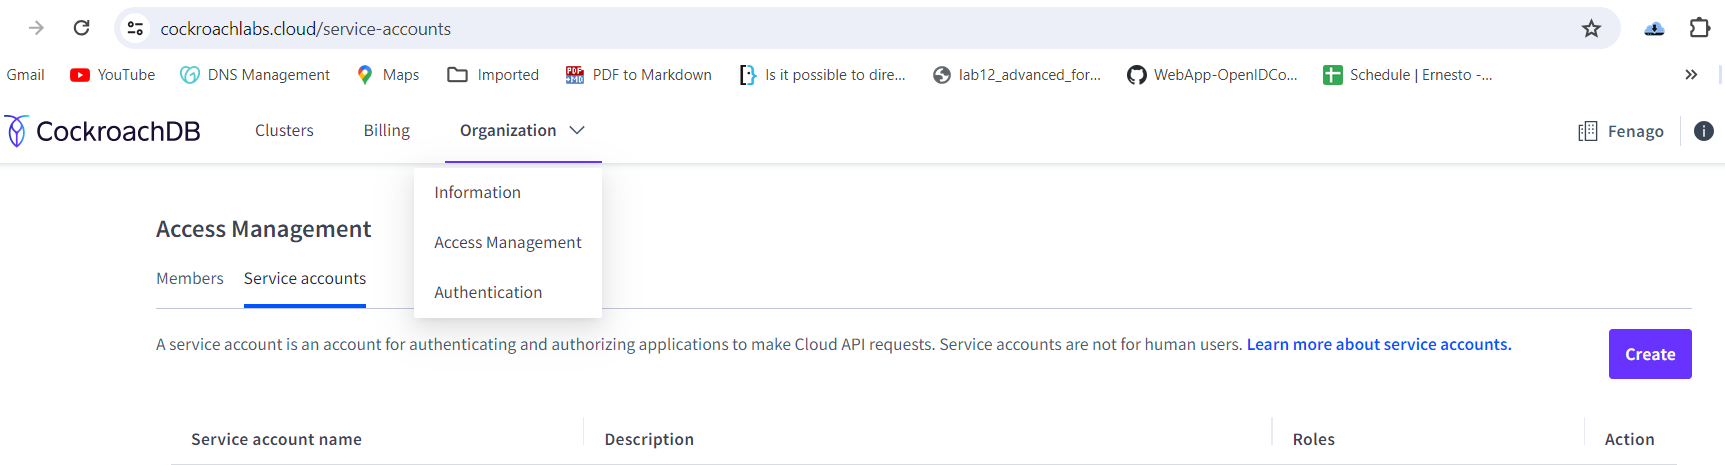 cockroachlabs.cloud/service-accounts
Gmail YouTube DNS Management Maps Imported PDF to Markdown Is it possible to dire... lab12_advanced_for... WebApp-OpenIDCo... Schedule | Ernesto -...
CockroachDB Clusters Billing Organization Fenago
Information
Access Management
Authentication
Access Management
Members Service accounts
A service account is an account for authenticating and authorizing applications to make Cloud API requests. Service accounts are not for human users. Learn more about service accounts.
Create
Service account name Description Roles Action